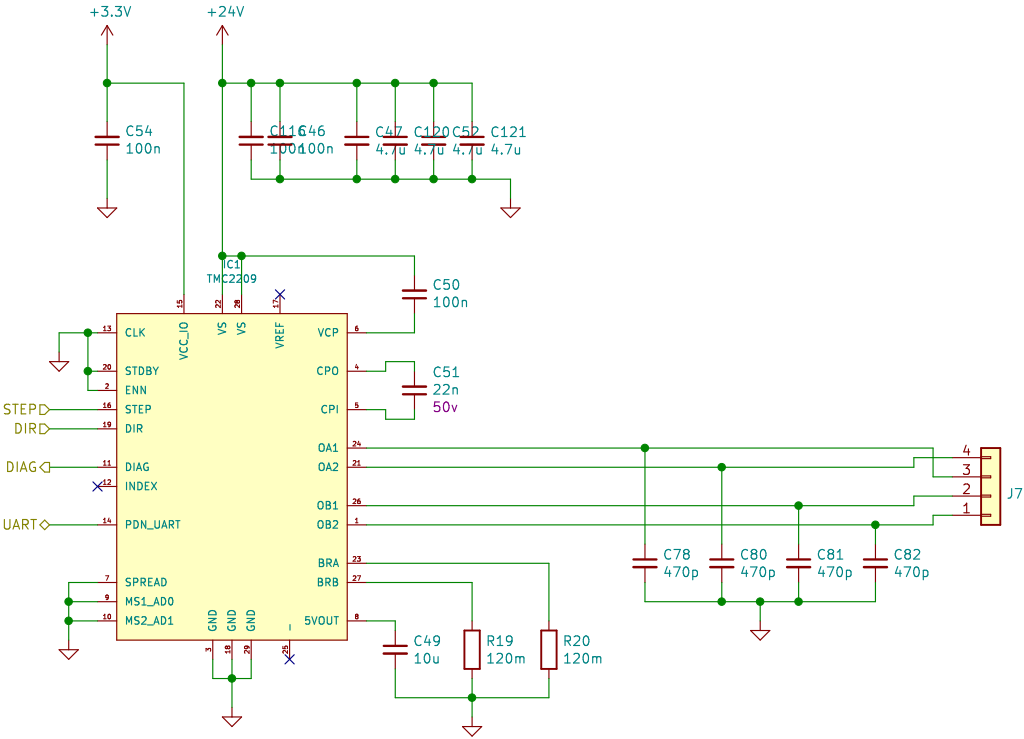 +3.3V
+24V
C54
100n
C116
100n
C46
100n
C47
4.7u
C120
4.7u
C52
4.7u
C121
4.7u
IC1
TMC2209
C50
100n
15
22
28
17
VCC_IO
VS
VS
VREF
13
CLK
20
STDBY
2
ENN
STEP
16
STEP
DIR
19
DIR
DIAG
11
DIAG
12
INDEX
UART
14
PDN_UART
7
SPREAD
9
MS1_AD0
10
MS2_AD1
VCP
6
CPO
4
CPI
5
C51
22n
50v
OA1
24
OA2
21
OB1
26
OB2
1
BRA
23
BRB
27
5VOUT
8
GND
GND
GND
–
3
18
29
25
C49
10u
R19
120m
R20
120m
C78
470p
C80
470p
C81
470p
C82
470p
4
3
2
1
J7